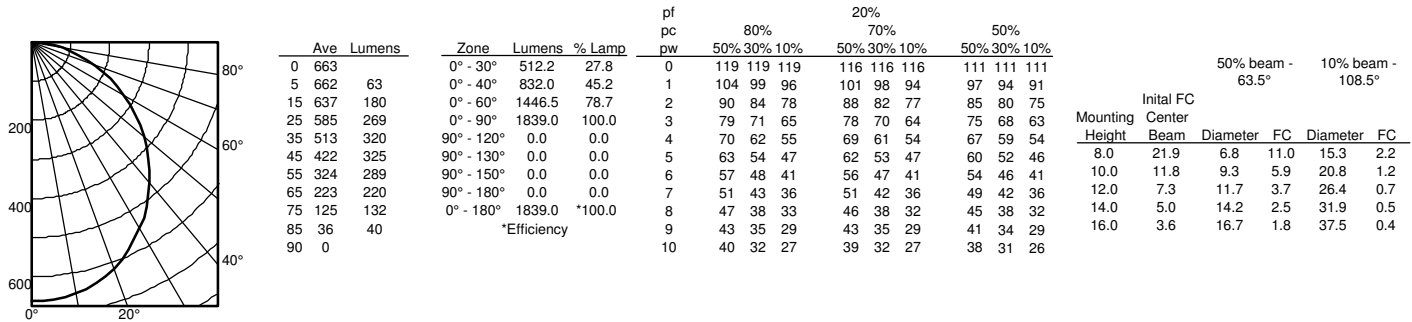 200
400
600
0°
20°
40°
60°
80°
Ave Lumens
0 663
5 662 63
15 637 180
25 585 269
35 513 320
45 422 325
55 324 289
65 223 220
75 125 132
85 36 40
90 0
Zone Lumens % Lamp
0° - 30° 512.2 27.8
0° - 40° 832.0 45.2
0° - 60° 1446.5 78.7
0° - 90° 1839.0 100.0
90° - 120° 0.0 0.0
90° - 130° 0.0 0.0
90° - 150° 0.0 0.0
90° - 180° 0.0 0.0
0° - 180° 1839.0 *100.0
*Efficiency
pf 20%
pc 80% 70% 50%
pw 50% 30% 10% 50% 30% 10% 50% 30% 10%
0 119 119 119 116 116 116 111 111 111
1 104 99 96 101 98 94 97 94 91
2 90 84 78 88 82 77 85 80 75
3 79 71 65 78 70 64 75 68 63
4 70 62 55 69 61 54 67 59 54
5 63 54 47 62 53 47 60 52 46
6 57 48 41 56 47 41 54 46 41
7 51 43 36 51 42 36 49 42 36
8 47 38 33 46 38 32 45 38 32
9 43 35 29 43 35 29 41 34 29
10 40 32 27 39 32 27 38 31 26
50% beam - 10% beam -
63.5° 108.5°
Inital FC
Mounting Center
Height Beam Diameter FC Diameter FC
8.0 21.9 6.8 11.0 15.3 2.2
10.0 11.8 9.3 5.9 20.8 1.2
12.0 7.3 11.7 3.7 26.4 0.7
14.0 5.0 14.2 2.5 31.9 0.5
16.0 3.6 16.7 1.8 37.5 0.4